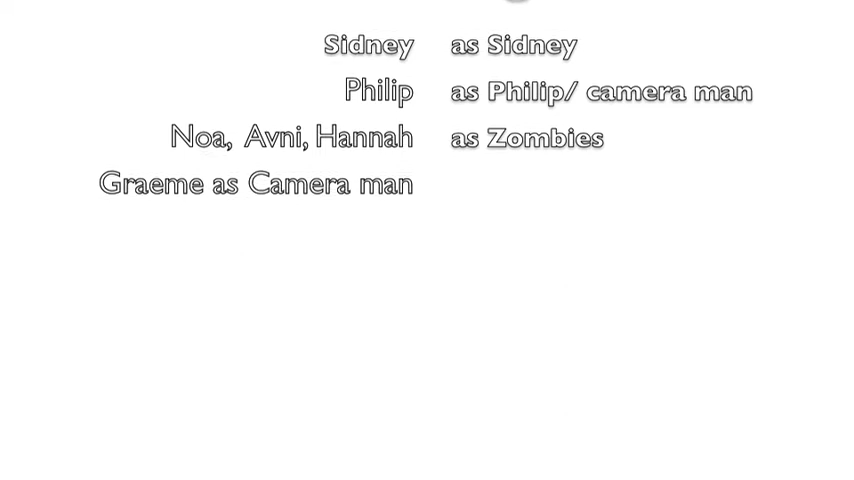 Sidney as Sidney
Philip as Philip/ camera man
Noa, Avni, Hannah as Zombies
Graeme as Camera man